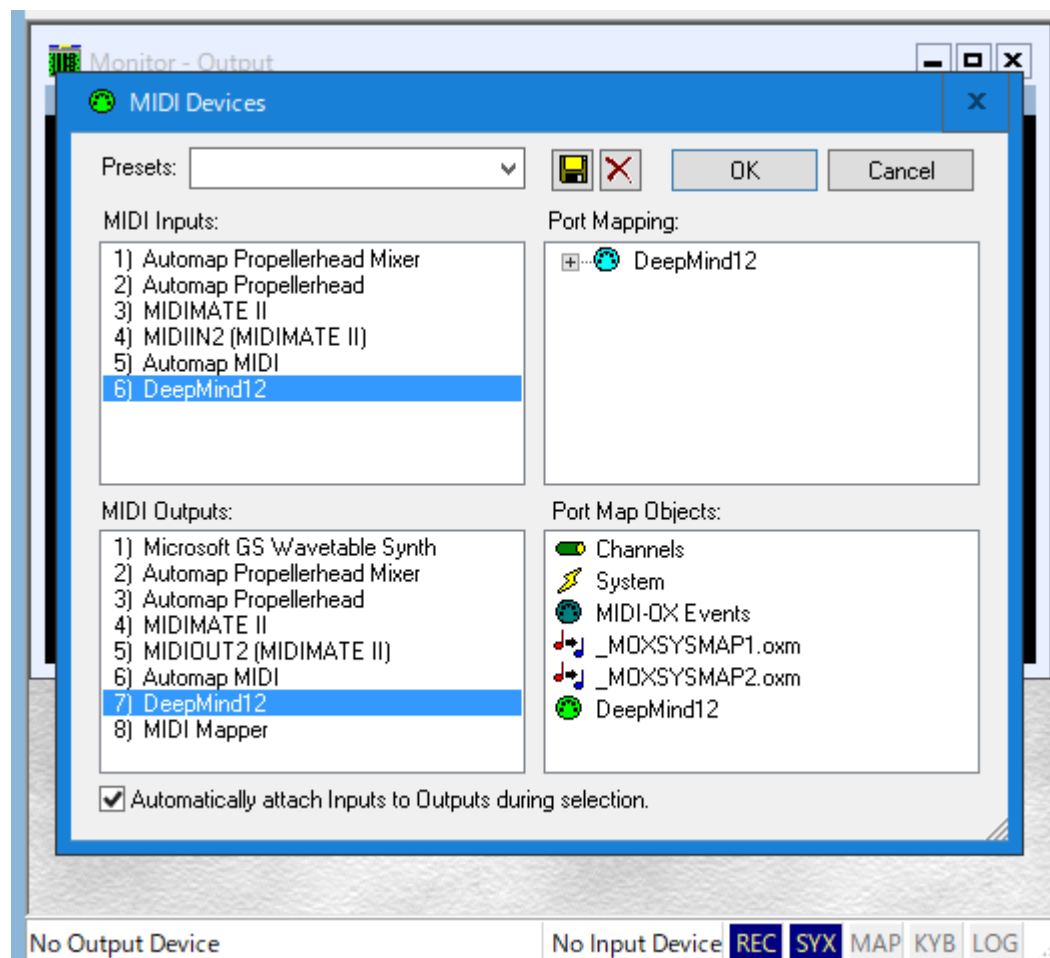 Monitor - Output
MIDI Devices
Presets:
OK
Cancel
MIDI Inputs:
1) Automap Propellerhead Mixer
2) Automap Propellerhead
3) MIDIMATE II
4) MIDIIN2 (MIDIMATE II)
5) Automap MIDI
6) DeepMind12
Port Mapping:
DeepMind12
MIDI Outputs:
1) Microsoft GS Wavetable Synth
2) Automap Propellerhead Mixer
3) Automap Propellerhead
4) MIDIMATE II
5) MIDIOUT2 (MIDIMATE II)
6) Automap MIDI
7) DeepMind12
8) MIDI Mapper
Port Map Objects:
Channels
System
MIDI-OX Events
_MOXSYSMAP1.oxm
_MOXSYSMAP2.oxm
DeepMind12
Automatically attach Inputs to Outputs during selection.
No Output Device
No Input Device REC SYX MAP KYB LOG